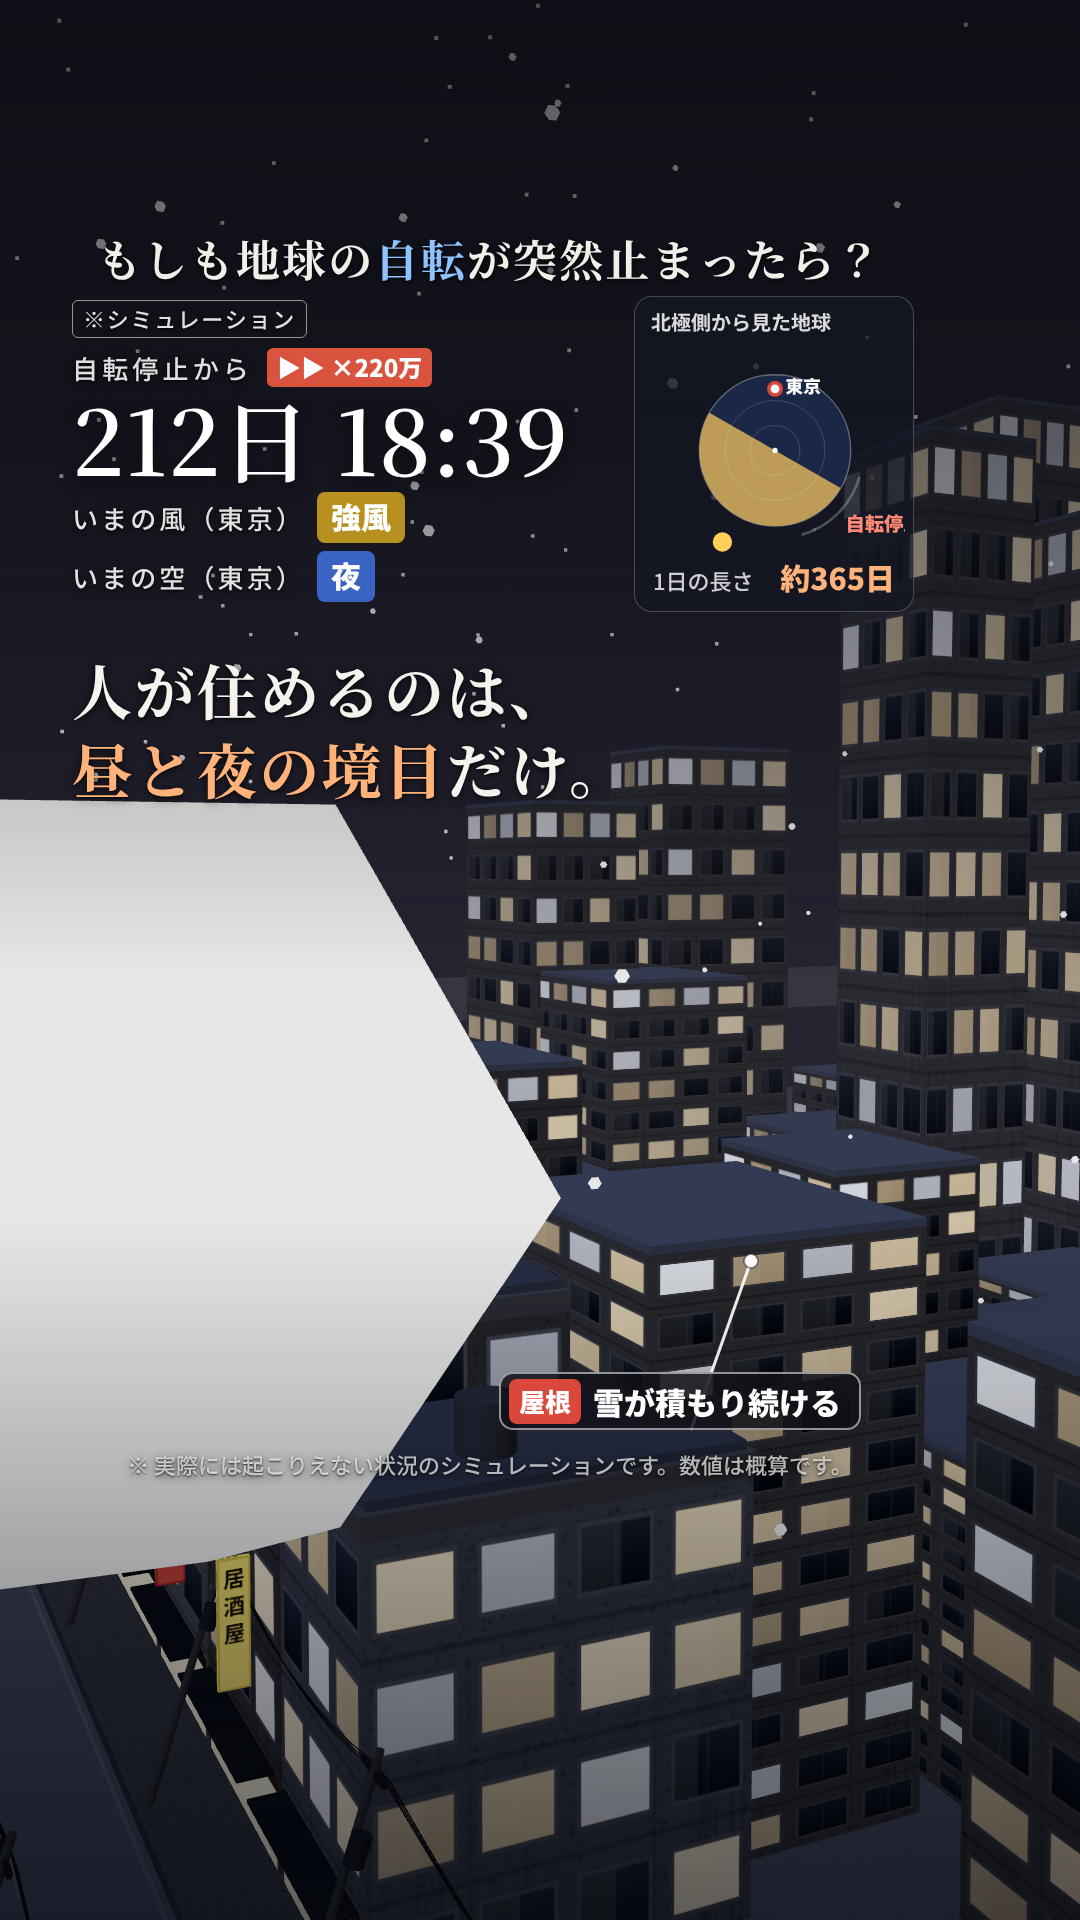 もしも地球の自転が突然止まったら？
※シミュレーション
自転停止から ▶▶ ×220万
212日 18:39
いまの風（東京） 強風
いまの空（東京） 夜
北極側から見た地球
東京
自転停
1日の長さ 約365日
人が住めるのは、
昼と夜の境目だけ。
屋根 雪が積もり続ける
※ 実際には起こりえない状況のシミュレーションです。数値は概算です。
居酒屋